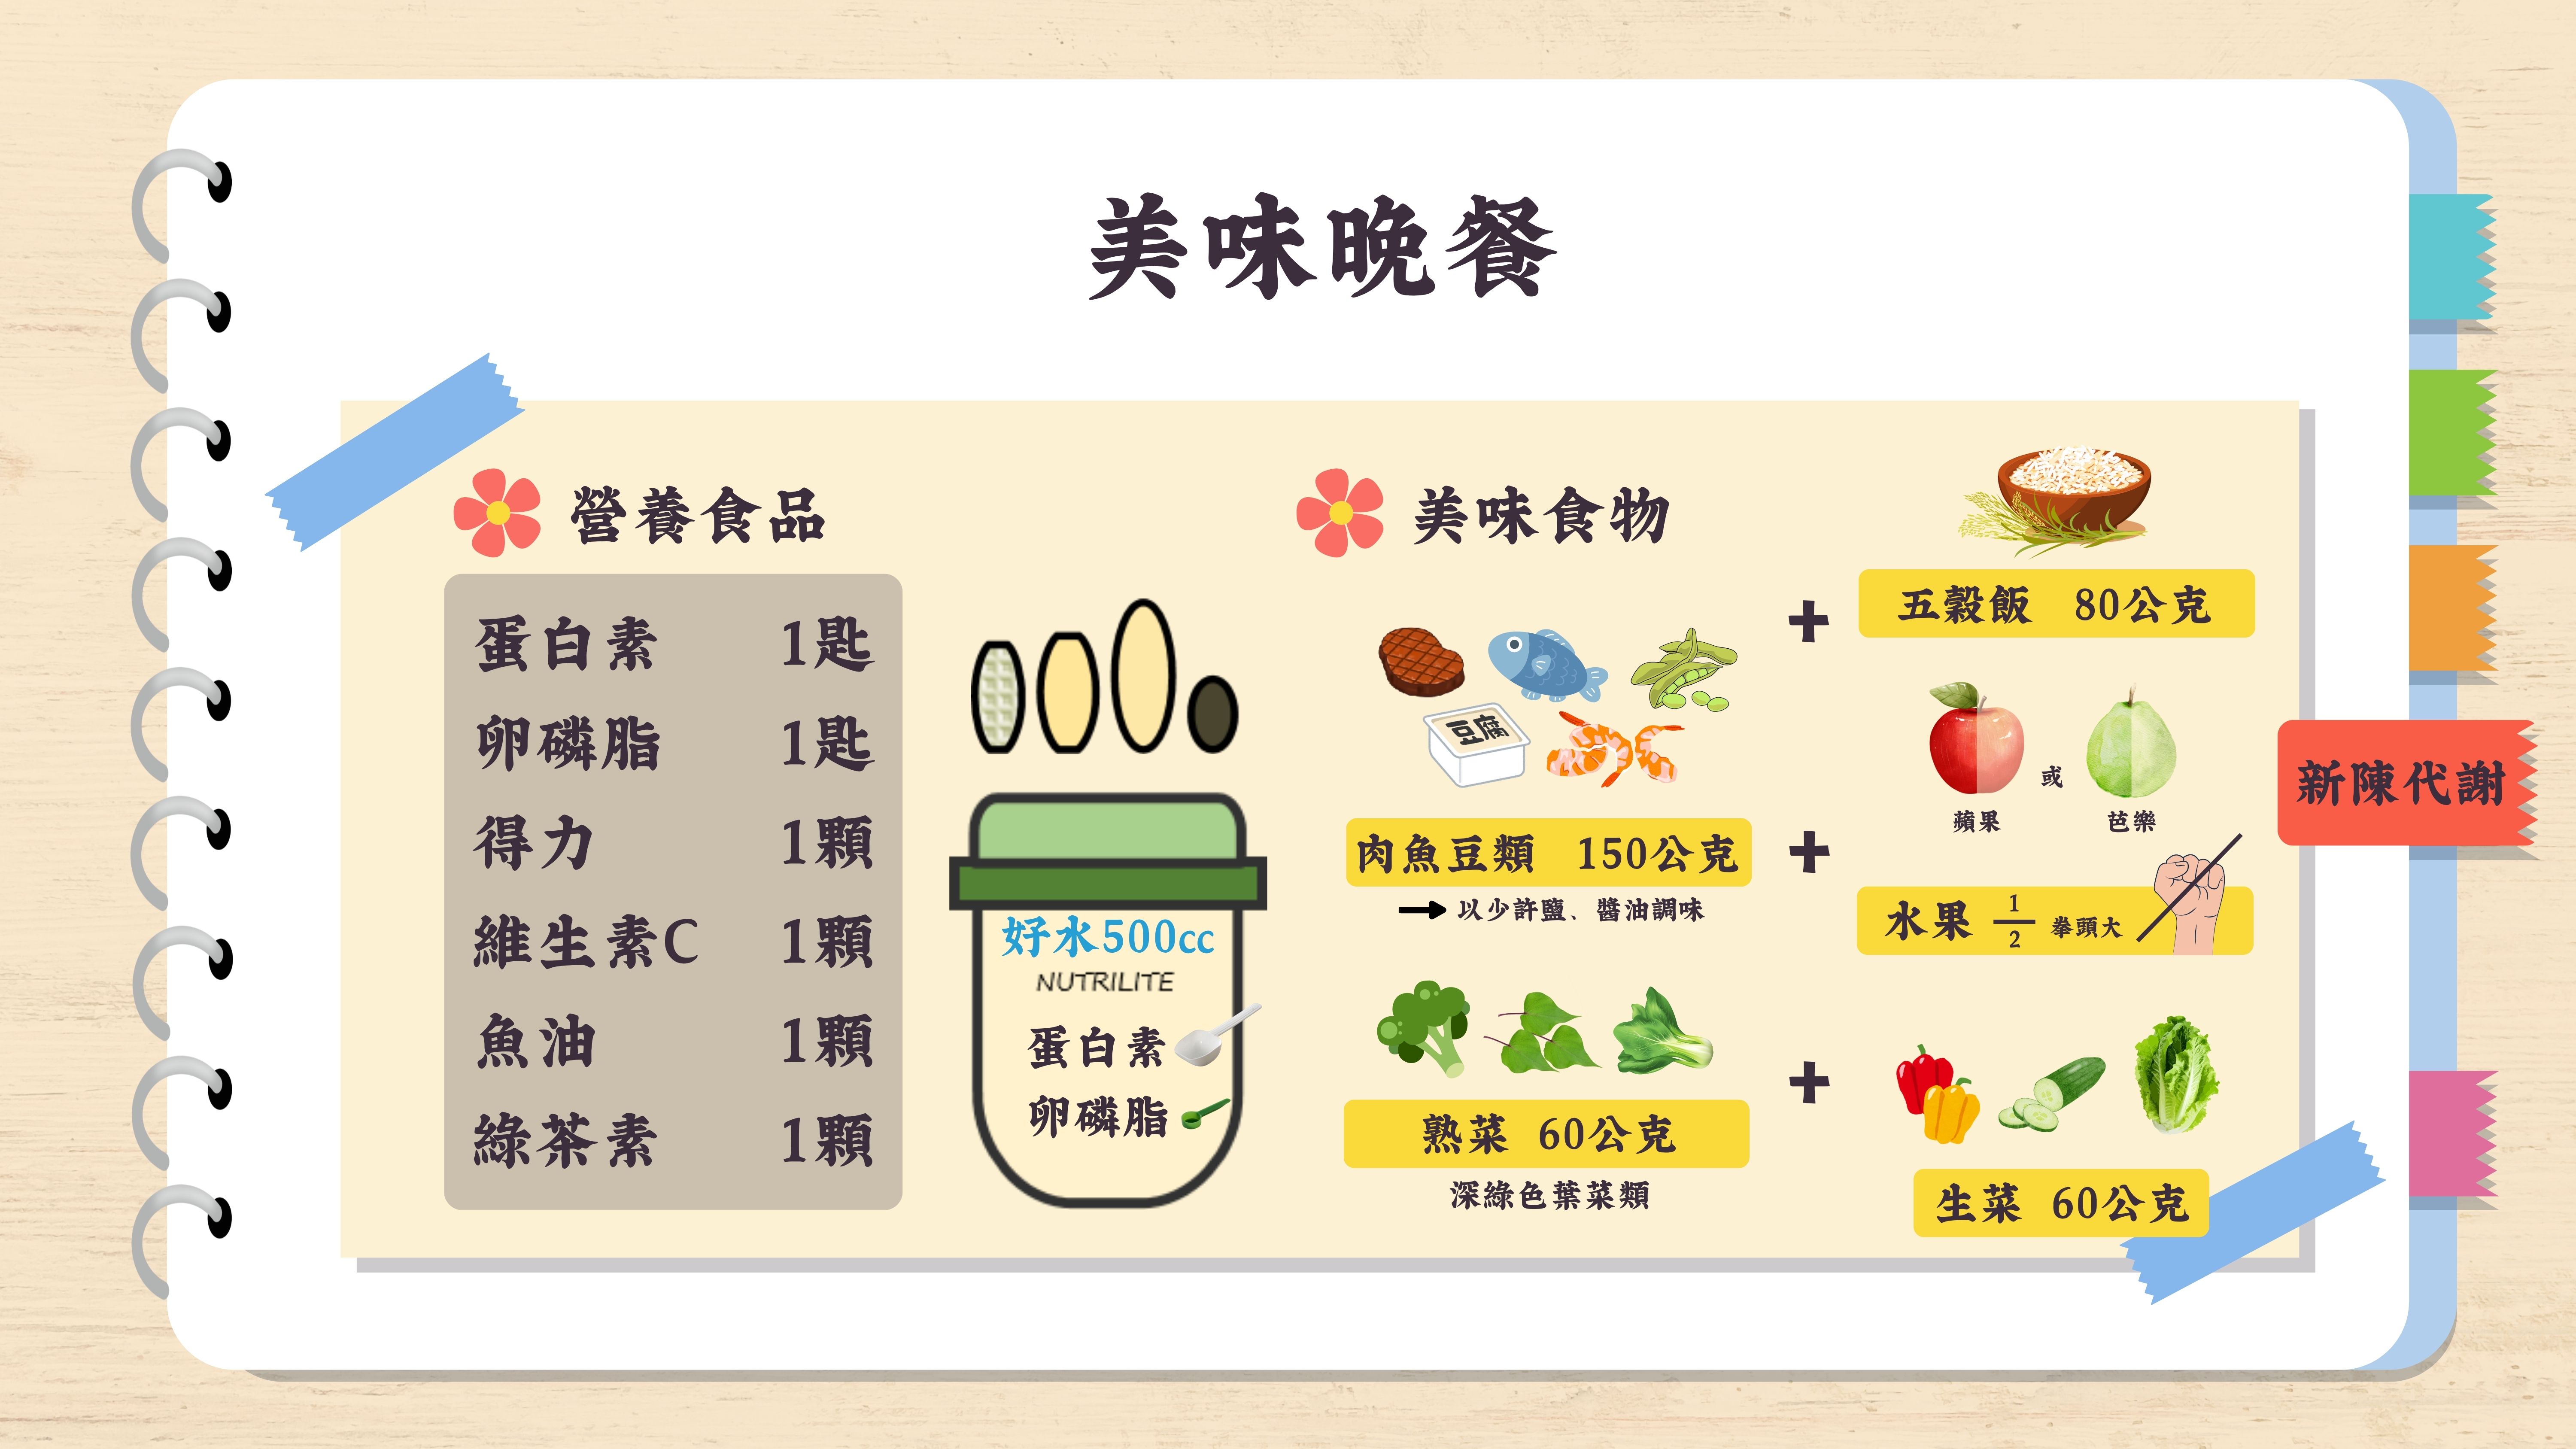 美味晚餐
營養食品
蛋白素 1匙
卵磷脂 1匙
得力 1顆
維生素C 1顆
魚油 1顆
綠茶素 1顆
好水500cc
NUTRILITE
蛋白素
卵磷脂
美味食物
豆腐
肉魚豆類 150公克
以少許鹽、醬油調味
熟菜 60公克
深綠色葉菜類
+
五穀飯 80公克
蘋果
或
芭樂
+
水果 1/2 拳頭大
+
生菜 60公克
新陳代謝